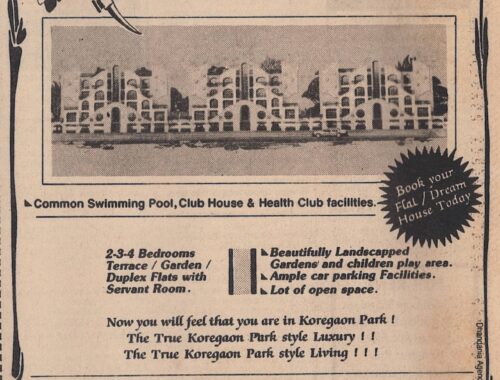 Common Swimming Pool, Club House & Health Club facilities.
Book your
Flat / Dream
House Today
2-3-4 Bedrooms
Terrace / Garden /
Duplex Flats with
Servant Room.
Beautifully Landscapped
Gardens and children play area.
Ample car parking Facilities.
Lot of open space.
Now you will feel that you are in Koregaon Park !
The True Koregaon Park style Luxury ! !
The True Koregaon Park style Living ! ! !